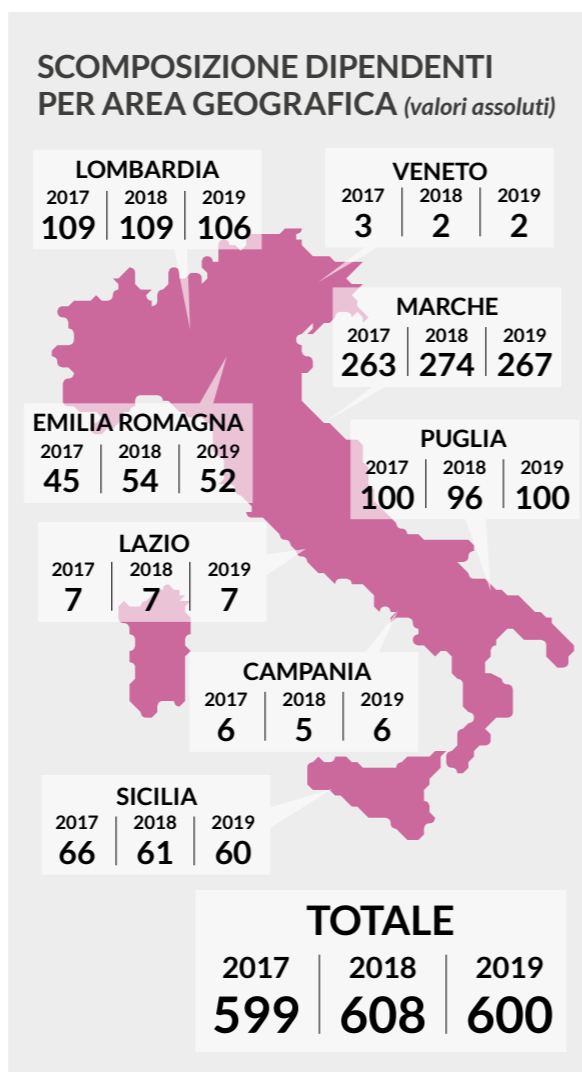 SCOMPOSIZIONE DIPENDENTI
PER AREA GEOGRAFICA (valori assoluti)
LOMBARDIA
2017 2018 2019
109 109 106
VENETO
2017 2018 2019
3 2 2
MARCHE
2017 2018 2019
263 274 267
EMILIA ROMAGNA
2017 2018 2019
45 54 52
PUGLIA
2017 2018 2019
100 96 100
LAZIO
2017 2018 2019
7 7 7
CAMPANIA
2017 2018 2019
6 5 6
SICILIA
2017 2018 2019
66 61 60
TOTALE
2017 2018 2019
599 608 600